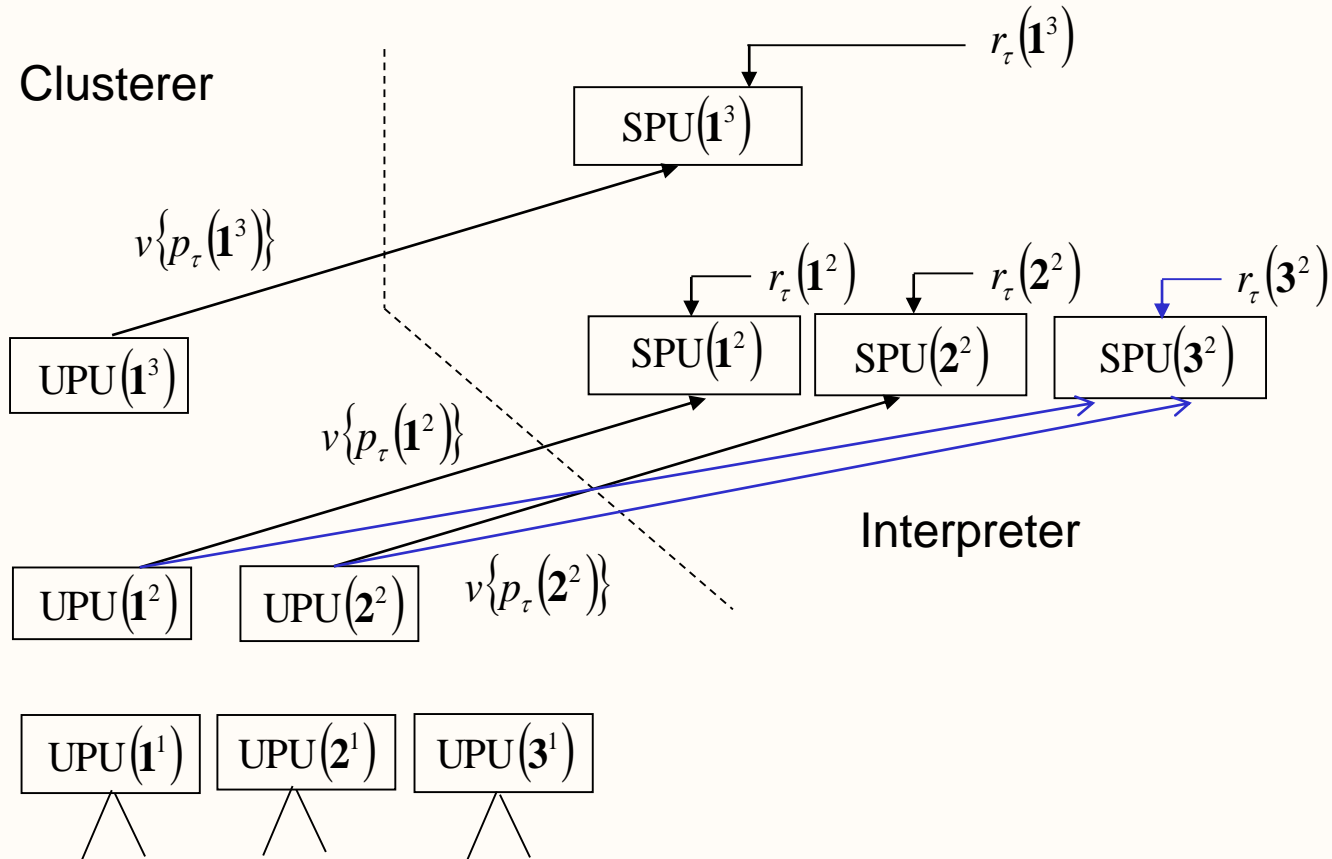 r_τ(1³)
Clusterer
SPU(1³)
v{p_τ(1³)}
r_τ(1²)
r_τ(2²)
r_τ(3²)
UPU(1³)
SPU(1²)
SPU(2²)
SPU(3²)
v{p_τ(1²)}
Interpreter
UPU(1²)
UPU(2²)
v{p_τ(2²)}
UPU(1¹)
UPU(2¹)
UPU(3¹)